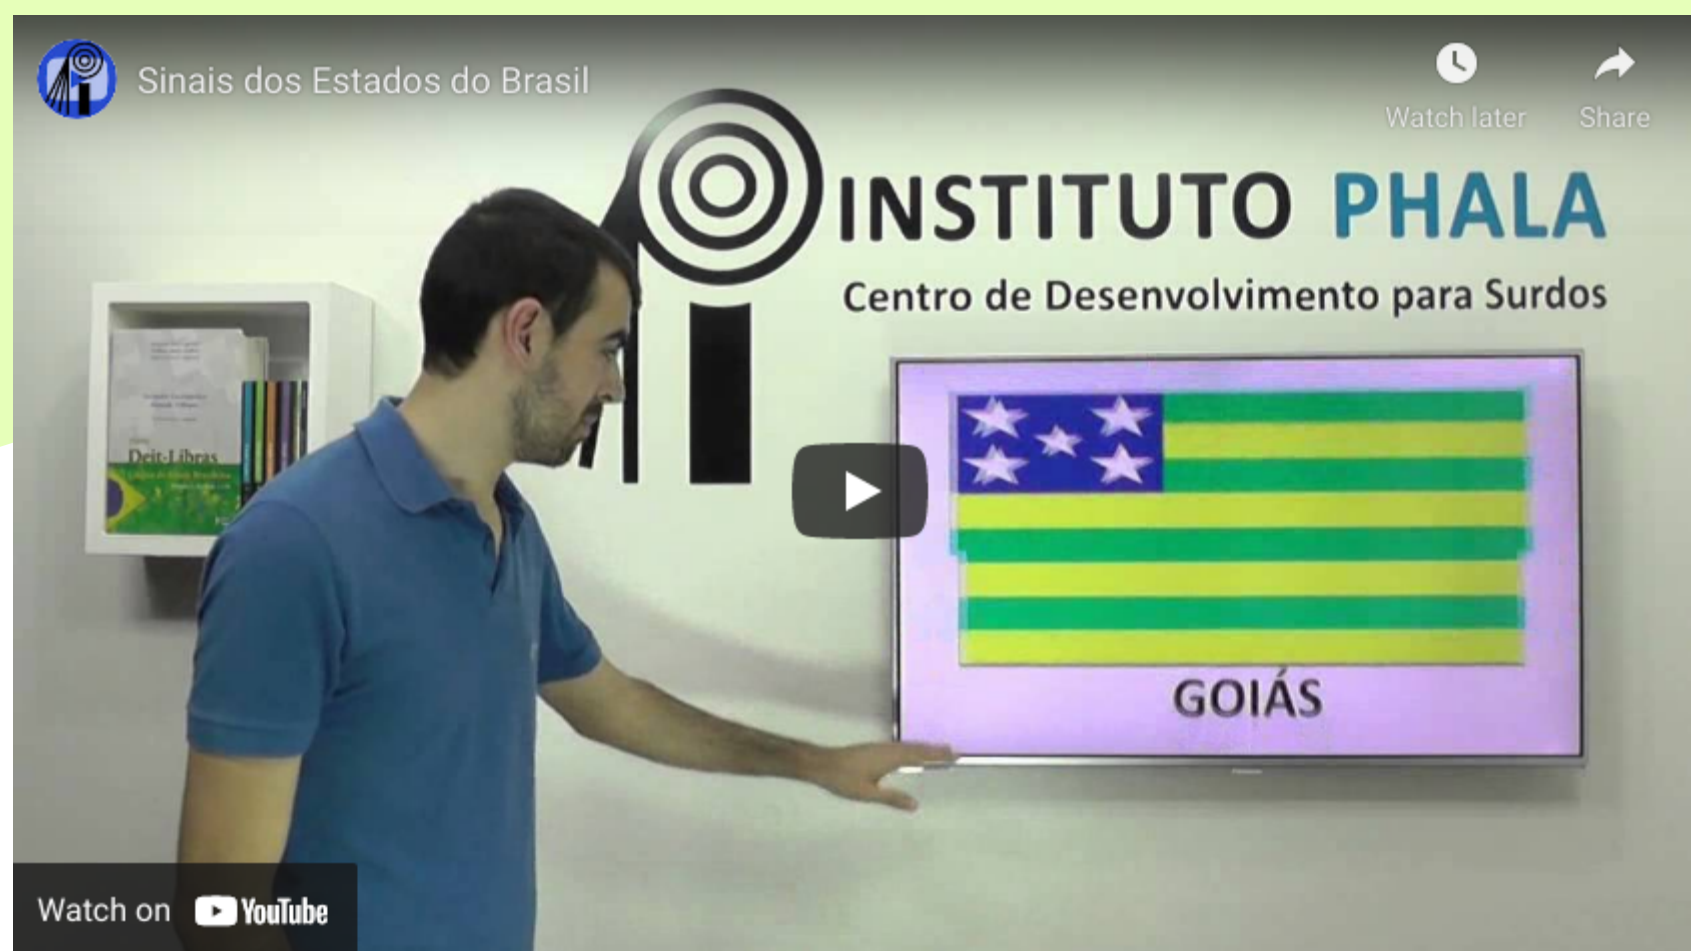 Sinais dos Estados do Brasil
Watch later
Share
INSTITUTO PHALA
Centro de Desenvolvimento para Surdos
Deit-Libras
GOIÁS
Watch on YouTube